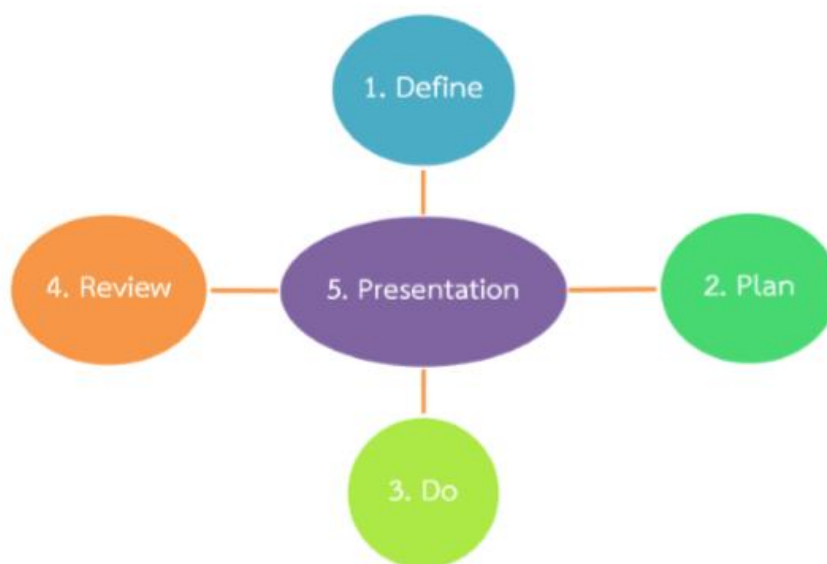 1. Define
2. Plan
3. Do
4. Review
5. Presentation